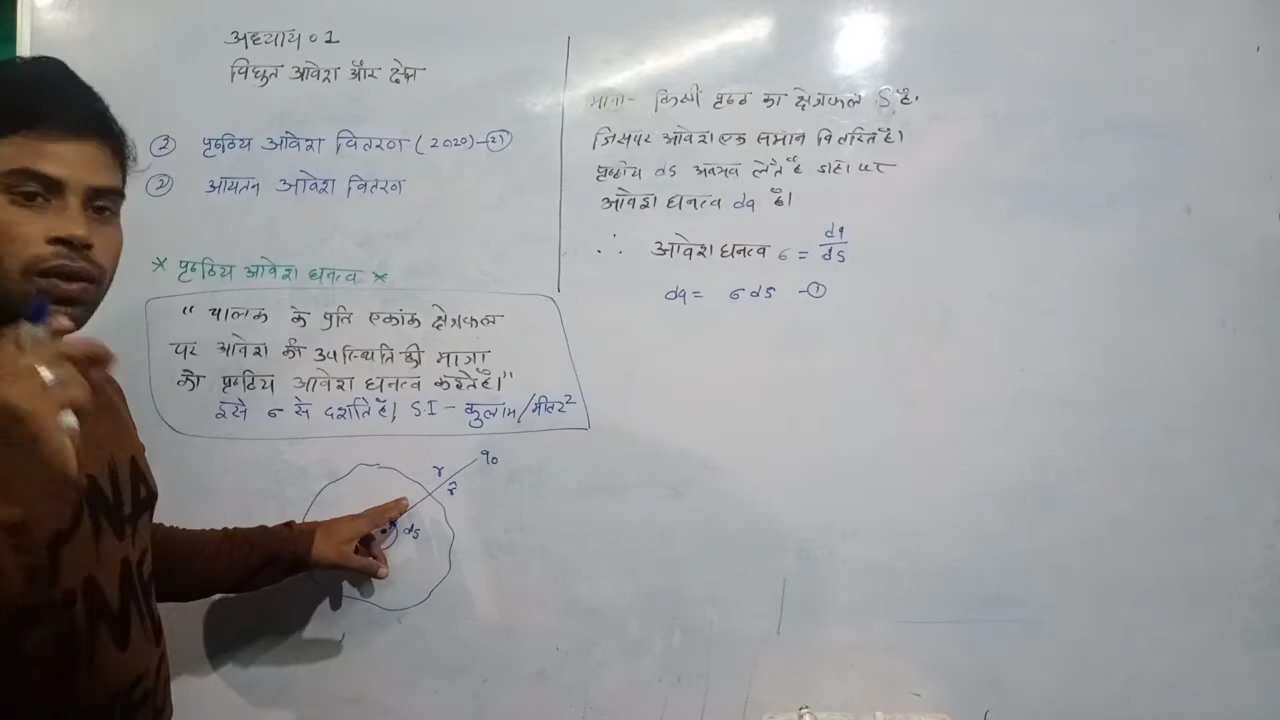 अध्याय ० 1
विद्युत आवेश और क्षेत्र
② पृष्ठिय आवेश वितरण (2020)-(21)
② आयतन आवेश वितरण
* पृष्ठिय आवेश घनत्व *
"चालक के प्रति एकांक क्षेत्रफल
पर आवेश की उपस्थिति की मात्रा
को पृष्ठिय आवेश घनत्व कहते हैं।"
इसे σ से दर्शाते हैं। S.I - कुलाम/मीटर²
r q₀
r̂
ds
माना- किसी पृष्ठ का क्षेत्रफल S है.
जिसपर आवेश एक समान वितरित है।
पृष्ठीय ds अवयव लेते हैं जहां पर
आवेश घनत्व dq है।
∴ आवेश घनत्व σ = dq/ds
dq = σ ds -①